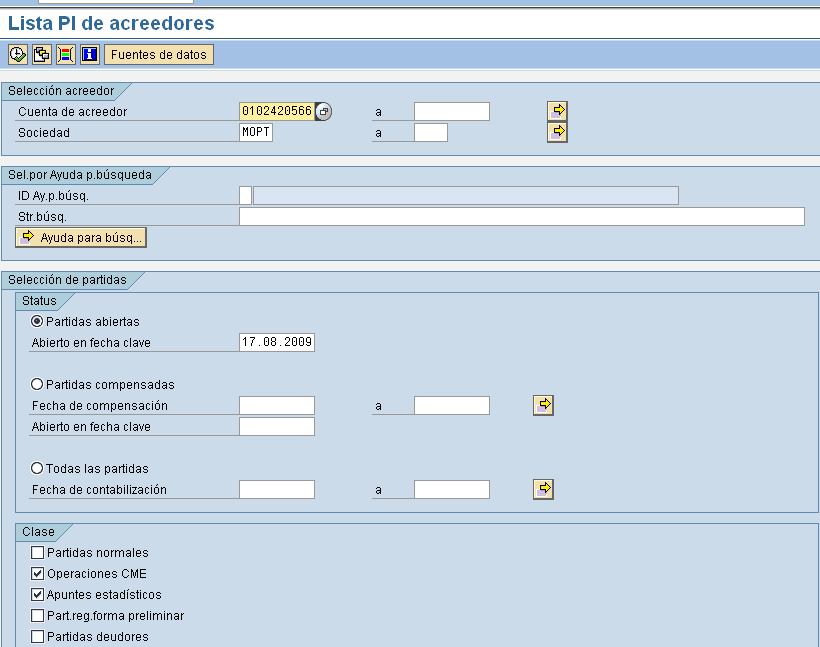 Lista PI de acreedores
Fuentes de datos
Selección acreedor
Cuenta de acreedor 0102420566 a
Sociedad MOPT a
Sel.por Ayuda p.búsqueda
ID Ay.p.búsq.
Str.búsq.
Ayuda para búsq...
Selección de partidas
Status
Partidas abiertas
Abierto en fecha clave 17.08.2009
Partidas compensadas
Fecha de compensación a
Abierto en fecha clave
Todas las partidas
Fecha de contabilización a
Clase
Partidas normales
Operaciones CME
Apuntes estadísticos
Part.reg.forma preliminar
Partidas deudores